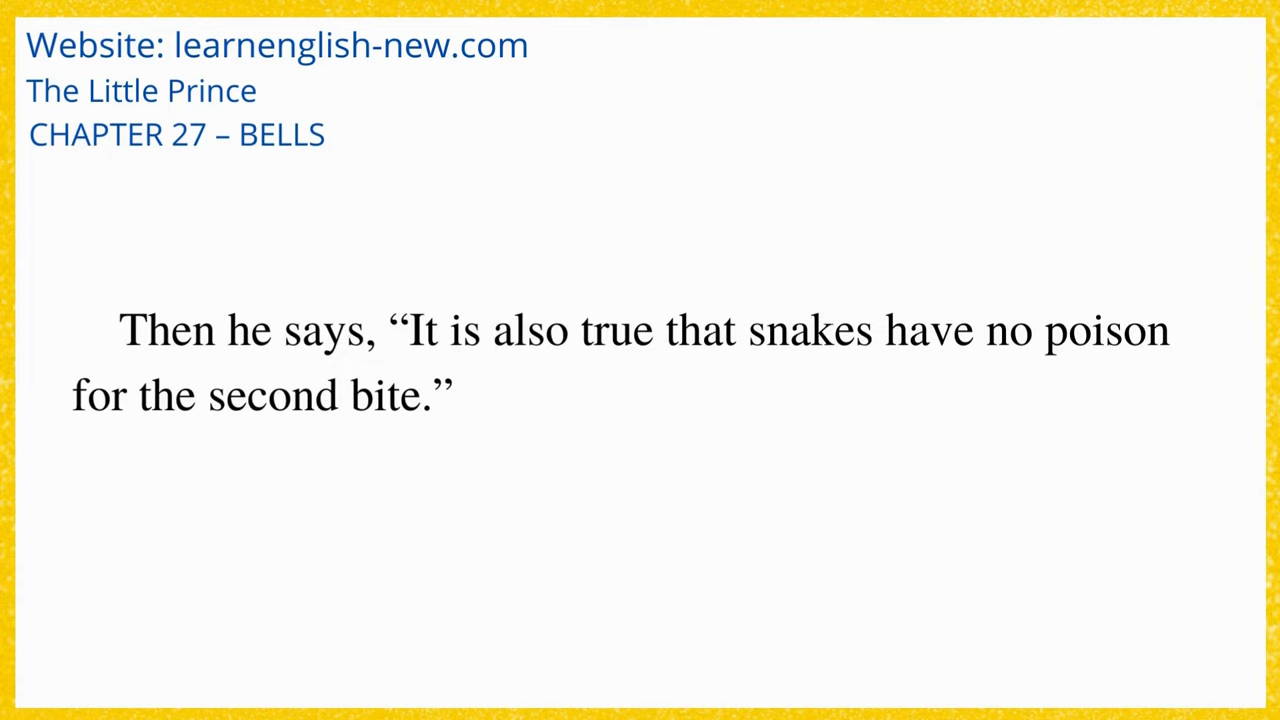 Website: learnenglish-new.com
The Little Prince
CHAPTER 27 – BELLS
Then he says, “It is also true that snakes have no poison
for the second bite.”